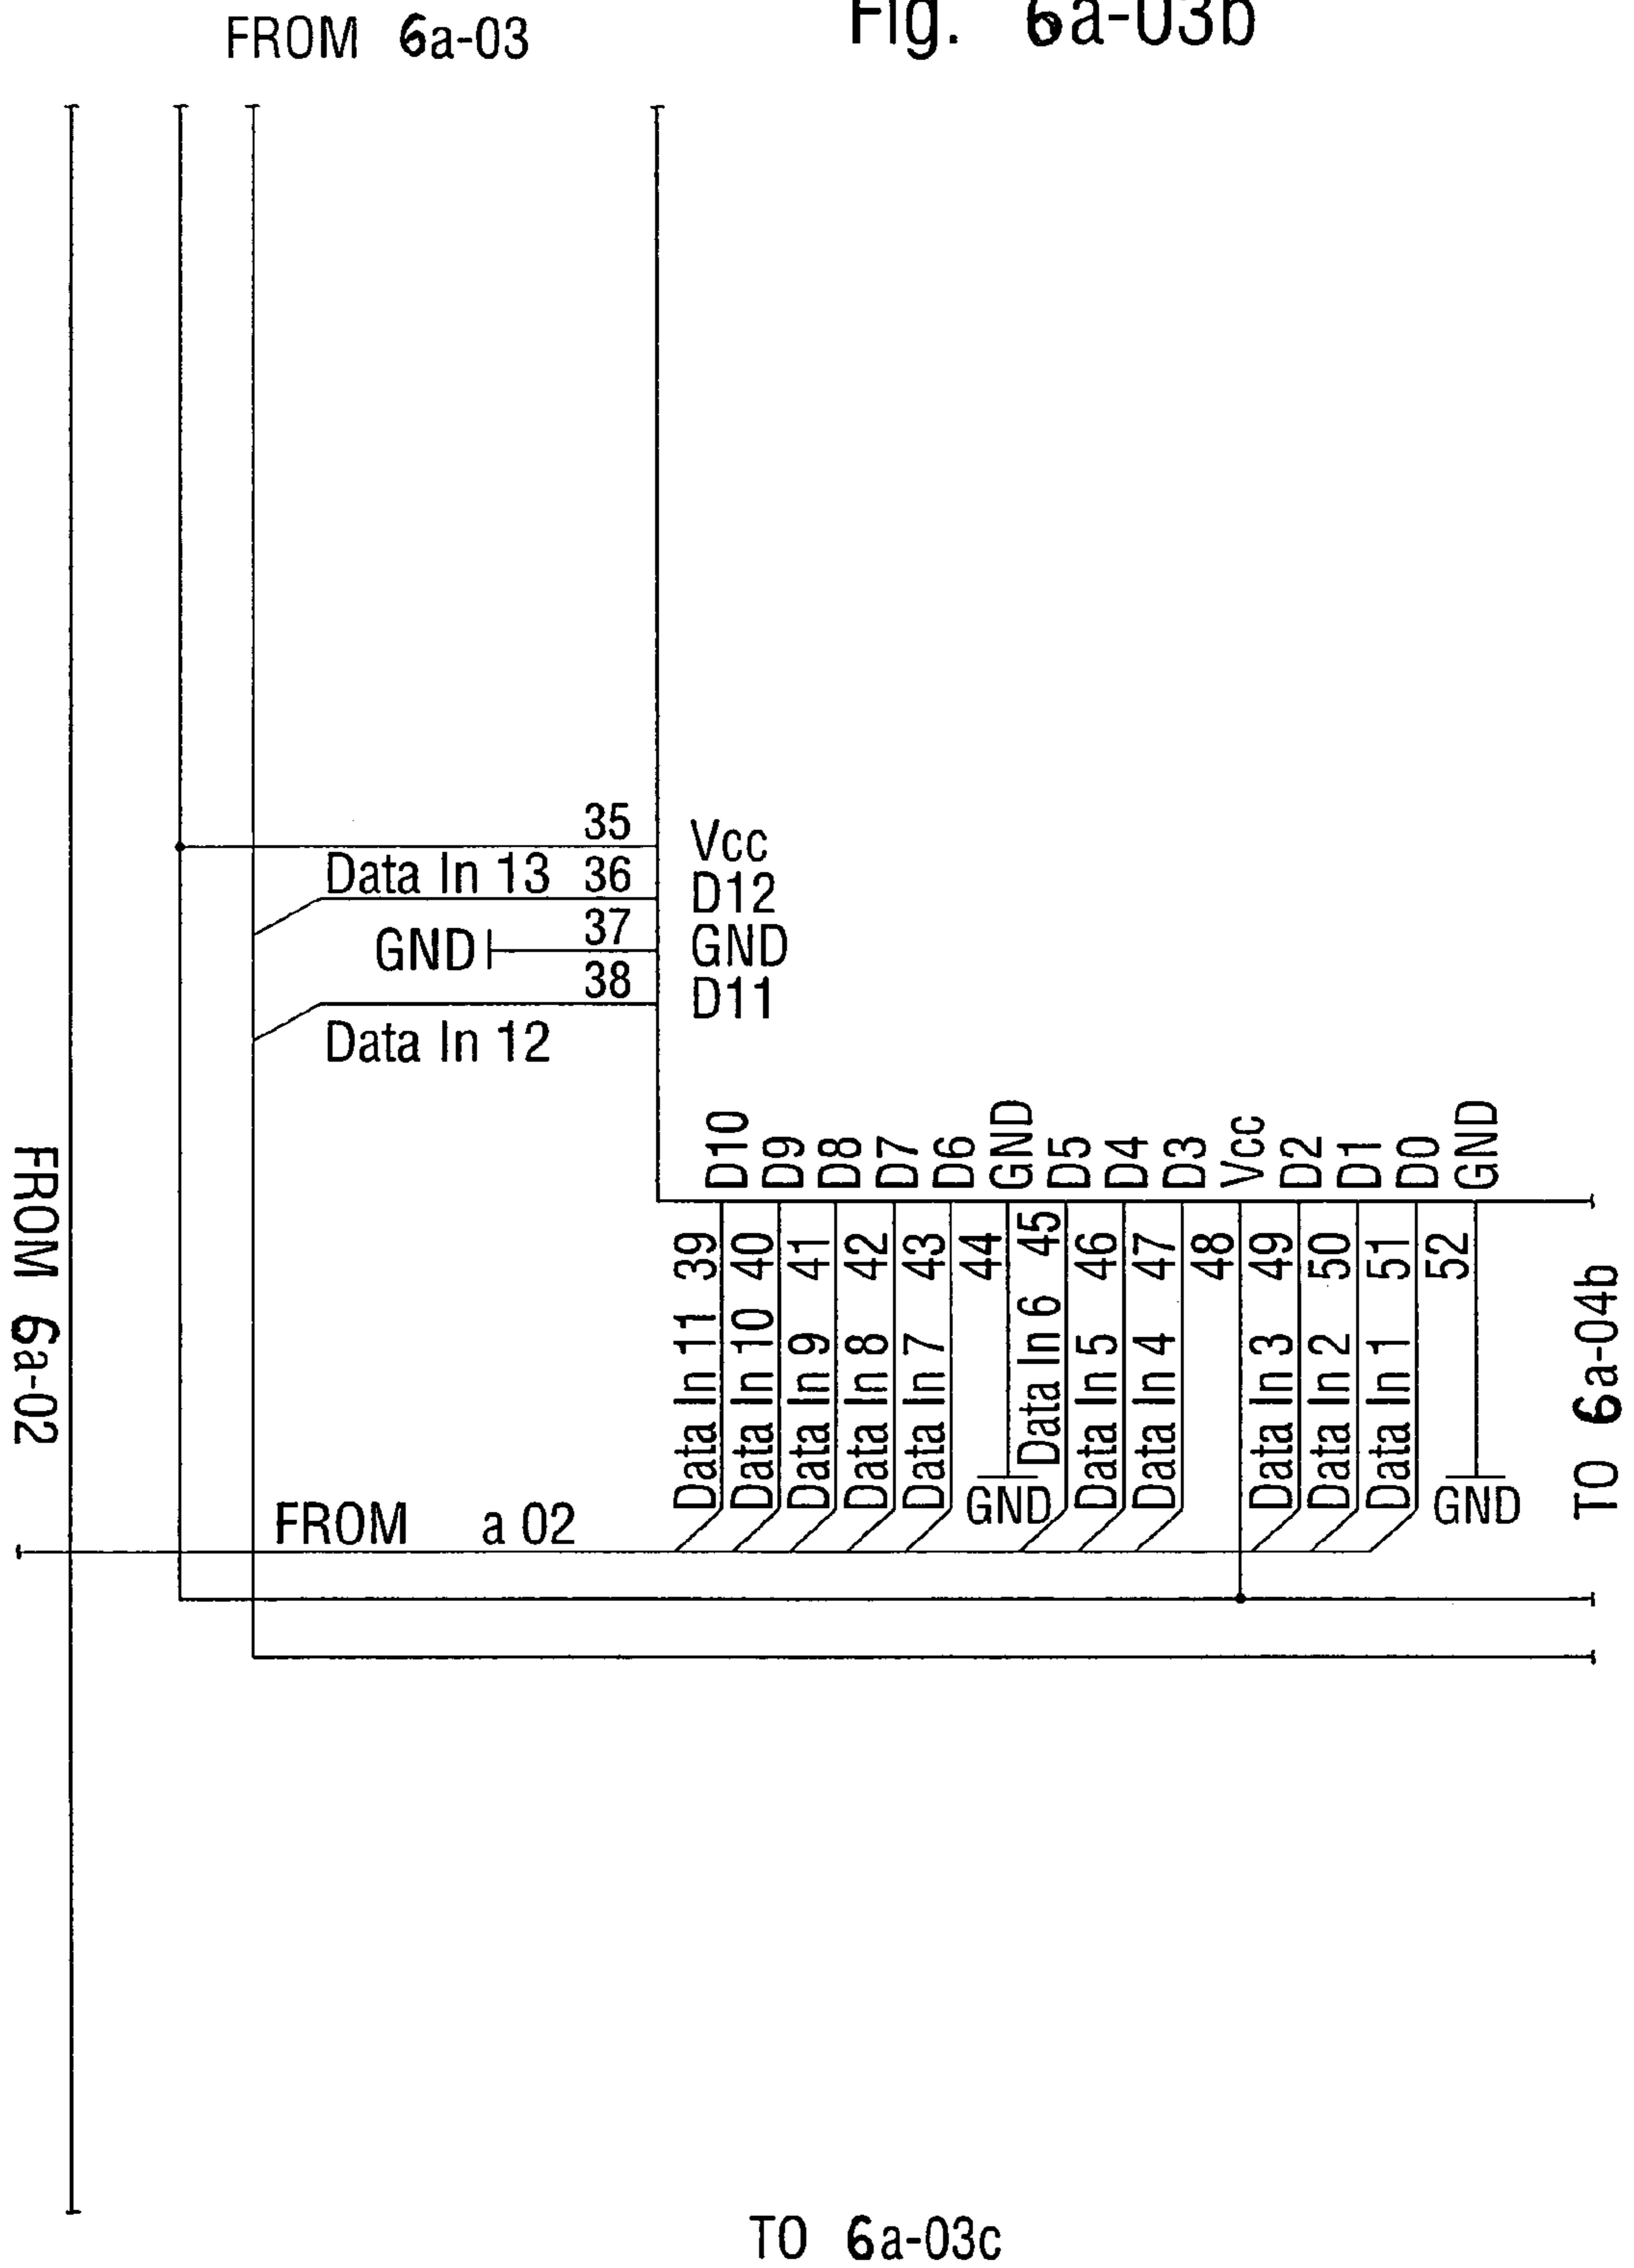 FROM 6a-03
Fig. 6a-03b
35
Vcc
Data In 13
36
D12
37
GND
GND
38
D11
Data In 12
D10
D9
D8
D7
D6
GND
D5
D4
D3
Vcc
D2
D1
D0
GND
Data In 11 39
Data In 10 40
Data In 9 41
Data In 8 42
Data In 7 43
44
GND
Data In 6 45
Data In 5 46
Data In 4 47
48
Data In 3 49
Data In 2 50
Data In 1 51
52
GND
FROM 6a-02
FROM a 02
TO 6a-04b
TO 6a-03c